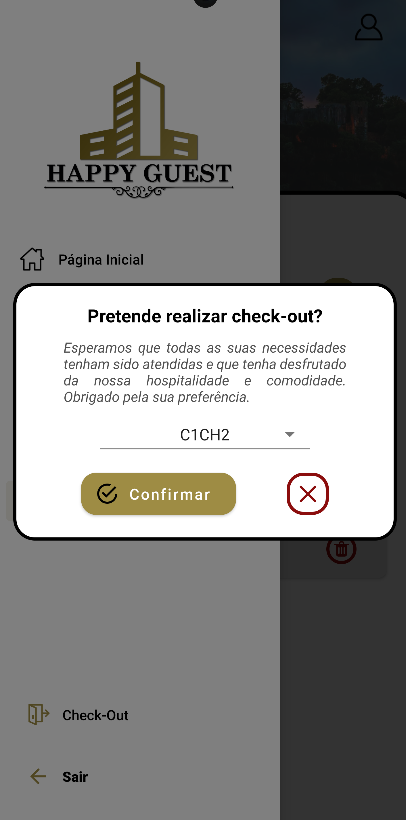 HAPPY GUEST
Página Inicial
Pretende realizar check-out?
Esperamos que todas as suas necessidades
tenham sido atendidas e que tenha desfrutado
da nossa hospitalidade e comodidade.
Obrigado pela sua preferência.
C1CH2
Confirmar
Check-Out
Sair